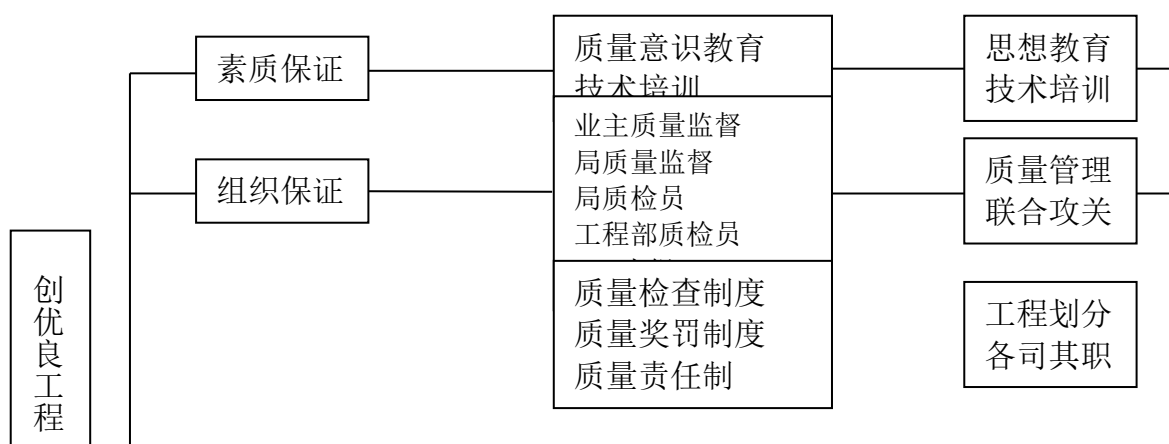 素质保证
质量意识教育
技术培训
思想教育
技术培训
组织保证
业主质量监督
局质量监督
局质检员
工程部质检员
质量管理
联合攻关
创优良工程
质量检查制度
质量奖罚制度
质量责任制
工程划分
各司其职